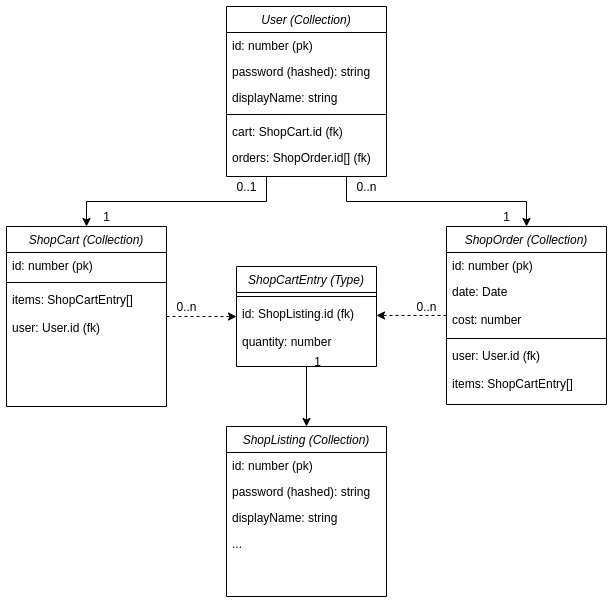 User (Collection)
id: number (pk)
password (hashed): string
displayName: string
cart: ShopCart.id (fk)
orders: ShopOrder.id[] (fk)
0..1
0..n
1
1
ShopCart (Collection)
id: number (pk)
items: ShopCartEntry[]
user: User.id (fk)
0..n
ShopCartEntry (Type)
id: ShopListing.id (fk)
quantity: number
1
0..n
ShopOrder (Collection)
id: number (pk)
date: Date
cost: number
user: User.id (fk)
items: ShopCartEntry[]
ShopListing (Collection)
id: number (pk)
password (hashed): string
displayName: string
...